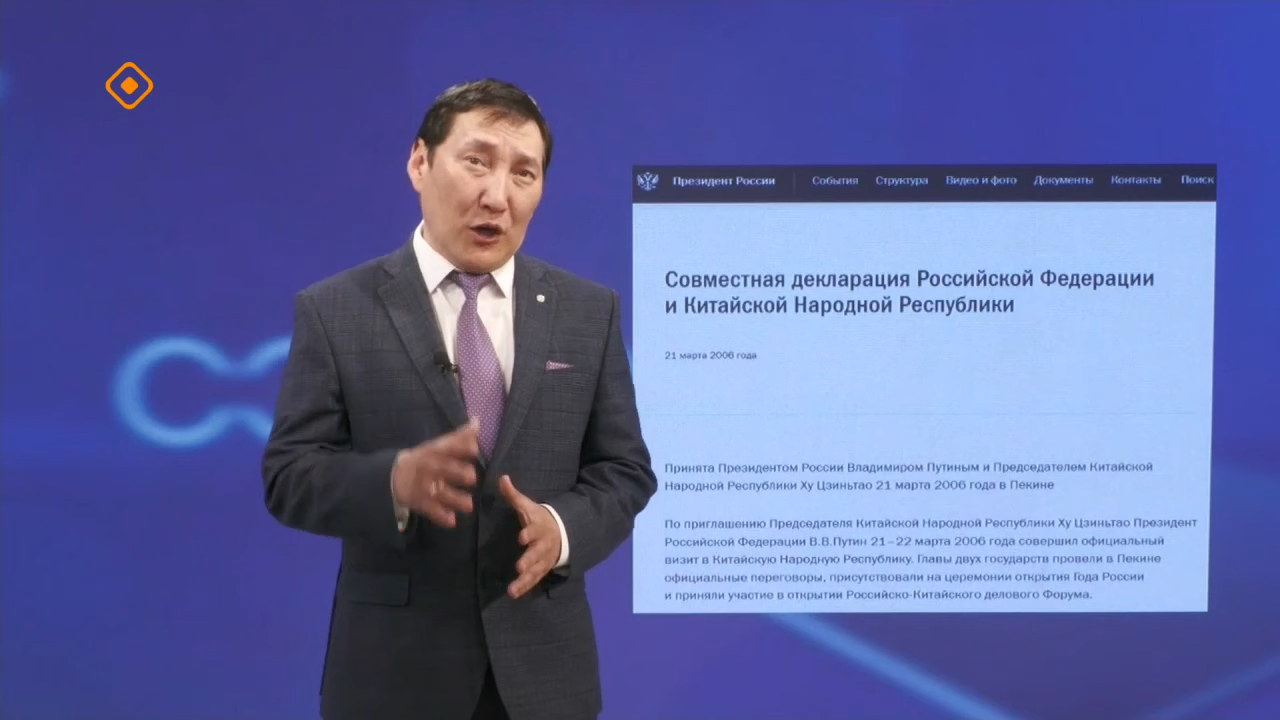 Президент России События Структура Видео и фото Документы Контакты Поиск
Совместная декларация Российской Федерации
и Китайской Народной Республики
21 марта 2006 года
Принята Президентом России Владимиром Путиным и Председателем Китайской
Народной Республики Ху Цзиньтао 21 марта 2006 года в Пекине
По приглашению Председателя Китайской Народной Республики Ху Цзиньтао Президент
Российской Федерации В.В.Путин 21–22 марта 2006 года совершил официальный
визит в Китайскую Народную Республику. Главы двух государств провели в Пекине
официальные переговоры, присутствовали на церемонии открытия Года России
и приняли участие в открытии Российско-Китайского делового Форума.